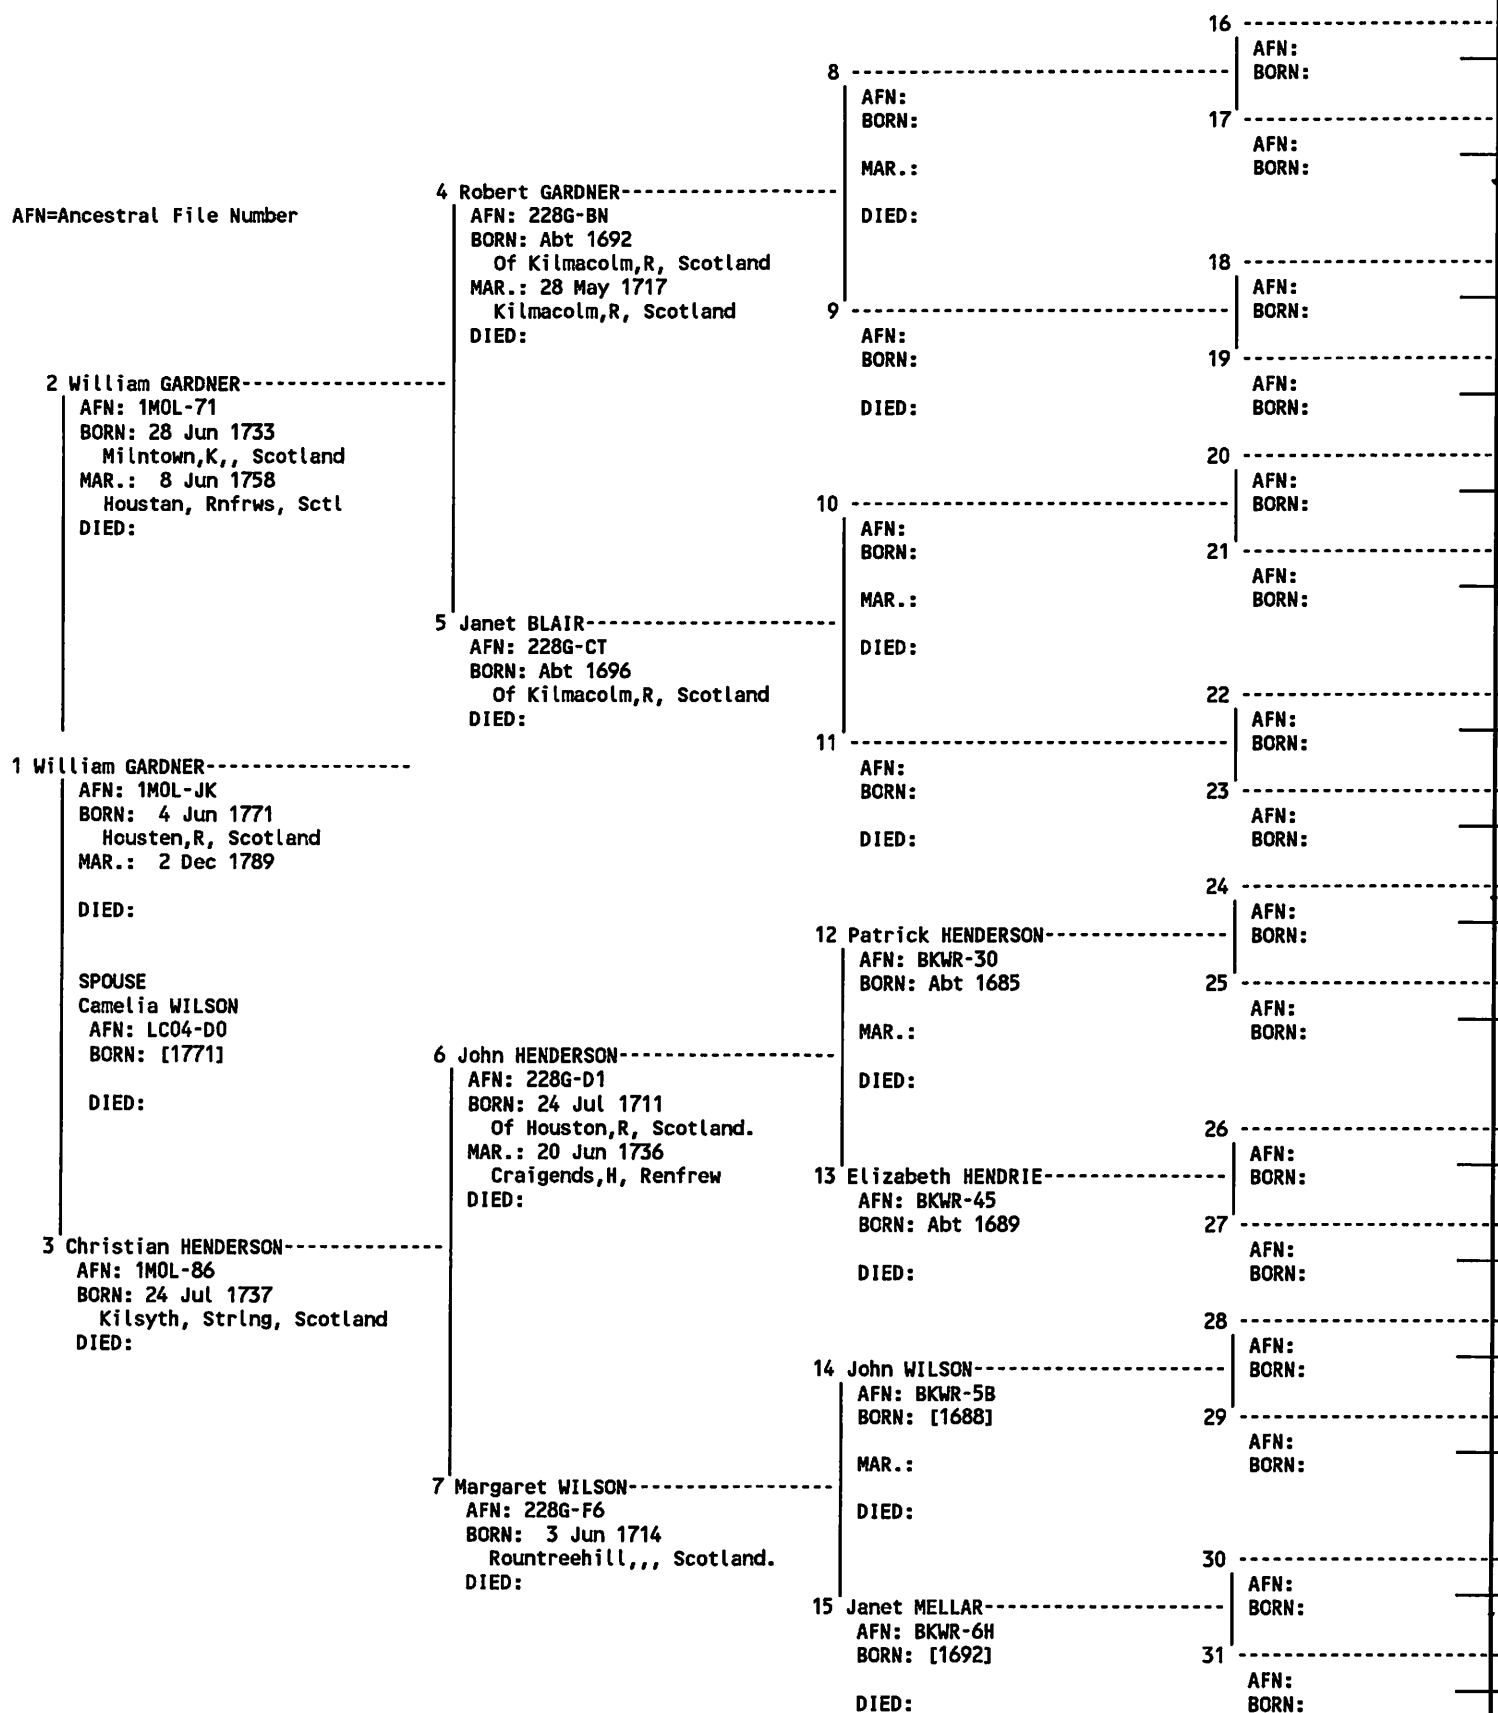 AFN=Ancestral File Number
1 William GARDNER
AFN: 1MOL-JK
BORN: 4 Jun 1771
Housten,R, Scotland
MAR.: 2 Dec 1789
DIED:
SPOUSE
Camelia WILSON
AFN: LC04-D0
BORN: [1771]
DIED:
2 William GARDNER
AFN: 1MOL-71
BORN: 28 Jun 1733
Milntown,K,, Scotland
MAR.: 8 Jun 1758
Houstan, Rnfrws, Sctl
DIED:
3 Christian HENDERSON
AFN: 1MOL-86
BORN: 24 Jul 1737
Kilsyth, Strlng, Scotland
DIED:
4 Robert GARDNER
AFN: 228G-BN
BORN: Abt 1692
Of Kilmacolm,R, Scotland
MAR.: 28 May 1717
Kilmacolm,R, Scotland
DIED:
5 Janet BLAIR
AFN: 228G-CT
BORN: Abt 1696
Of Kilmacolm,R, Scotland
DIED:
6 John HENDERSON
AFN: 228G-D1
BORN: 24 Jul 1711
Of Houston,R, Scotland.
MAR.: 20 Jun 1736
Craigends,H, Renfrew
DIED:
7 Margaret WILSON
AFN: 228G-F6
BORN: 3 Jun 1714
Rountreehill,,, Scotland.
DIED:
8
AFN:
BORN:
MAR.:
DIED:
9
AFN:
BORN:
DIED:
10
AFN:
BORN:
MAR.:
DIED:
11
AFN:
BORN:
DIED:
12 Patrick HENDERSON
AFN: BKWR-30
BORN: Abt 1685
MAR.:
DIED:
13 Elizabeth HENDRIE
AFN: BKWR-45
BORN: Abt 1689
DIED:
14 John WILSON
AFN: BKWR-5B
BORN: [1688]
MAR.:
DIED:
15 Janet MELLAR
AFN: BKWR-6H
BORN: [1692]
DIED:
16
AFN:
BORN:
17
AFN:
BORN:
18
AFN:
BORN:
19
AFN:
BORN:
20
AFN:
BORN:
21
AFN:
BORN:
22
AFN:
BORN:
23
AFN:
BORN:
24
AFN:
BORN:
25
AFN:
BORN:
26
AFN:
BORN:
27
AFN:
BORN:
28
AFN:
BORN:
29
AFN:
BORN:
30
AFN:
BORN:
31
AFN:
BORN: